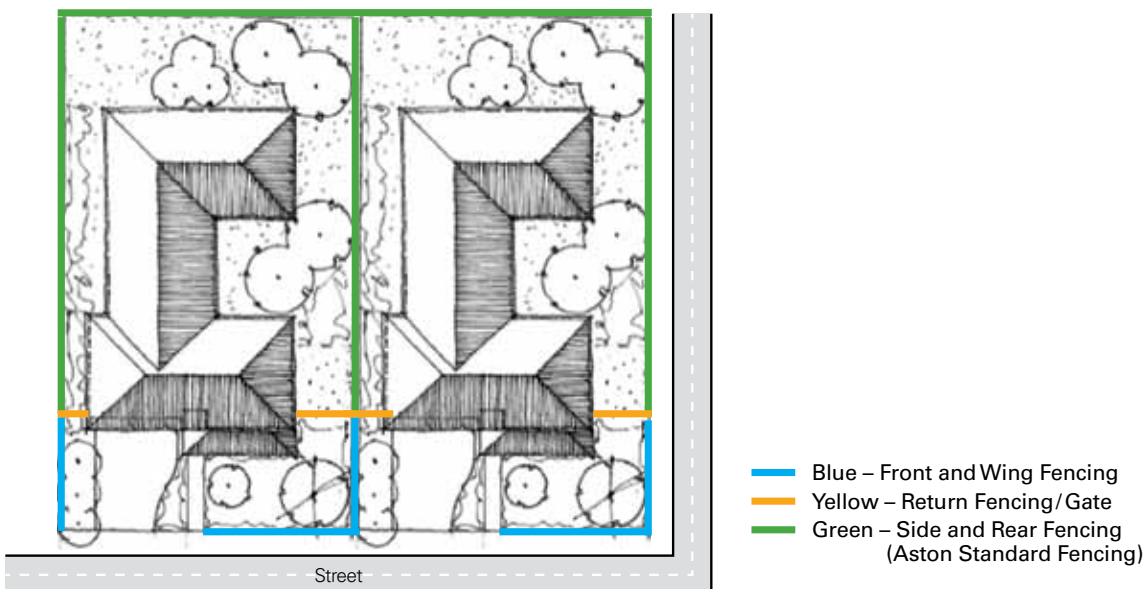 Blue – Front and Wing Fencing
Yellow – Return Fencing/Gate
Green – Side and Rear Fencing
(Aston Standard Fencing)
Street